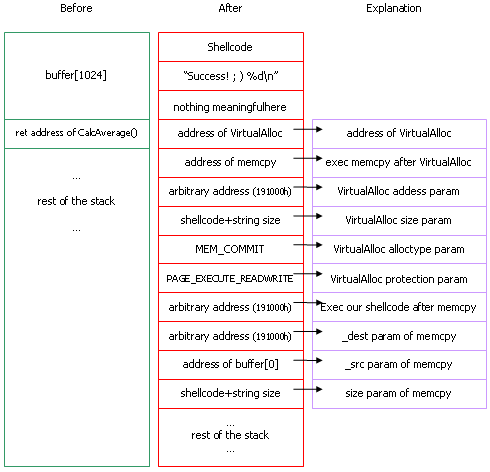 Before After Explanation
Shellcode
buffer[1024]
"Success! ; ) %d\n"
nothing meaningfulhere
ret address of CalcAverage() address of VirtualAlloc address of VirtualAlloc
...
address of memcpy exec memcpy after VirtualAlloc
rest of the stack
arbitrary address (191000h) VirtualAlloc addess param
...
shellcode+string size VirtualAlloc size param
MEM_COMMIT VirtualAlloc alloctype param
PAGE_EXECUTE_READWRITE VirtualAlloc protection param
arbitrary address (191000h) Exec our shellcode after memcpy
arbitrary address (191000h) _dest param of memcpy
address of buffer[0] _src param of memcpy
shellcode+string size size param of memcpy
...
rest of the stack
...